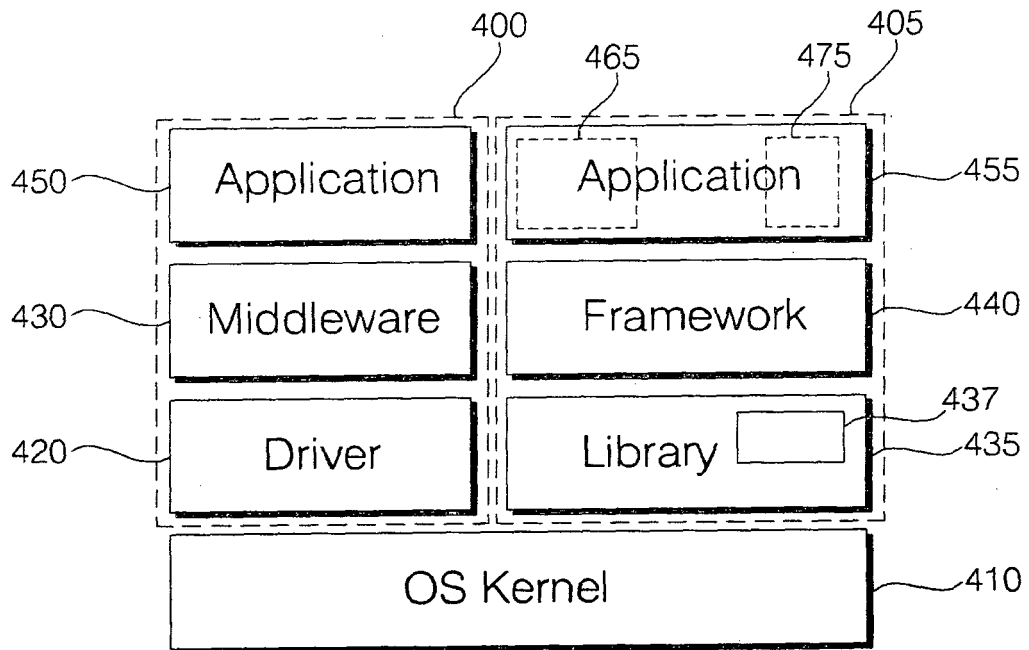 400
405
465
475
450
Application
Application
455
430
Middleware
Framework
440
437
420
Driver
Library
435
OS Kernel
410